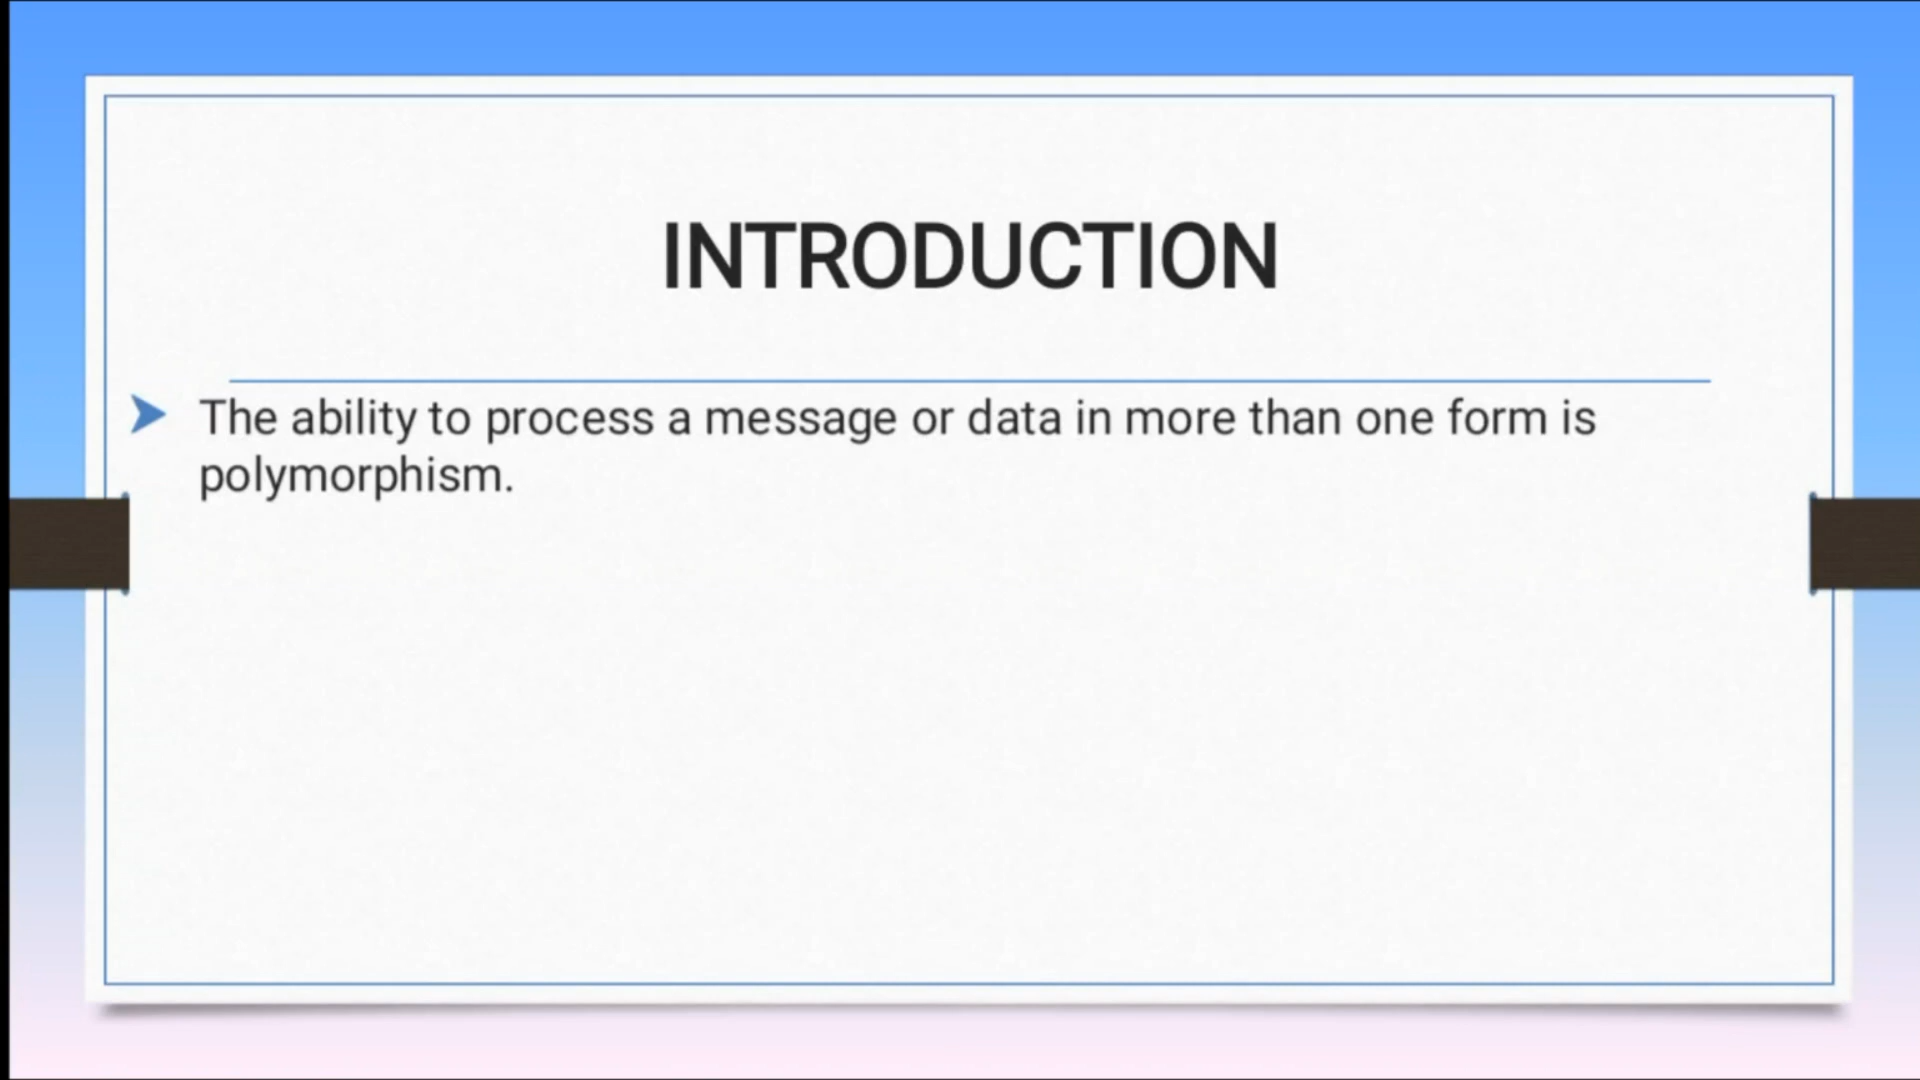 INTRODUCTION
The ability to process a message or data in more than one form is
polymorphism.